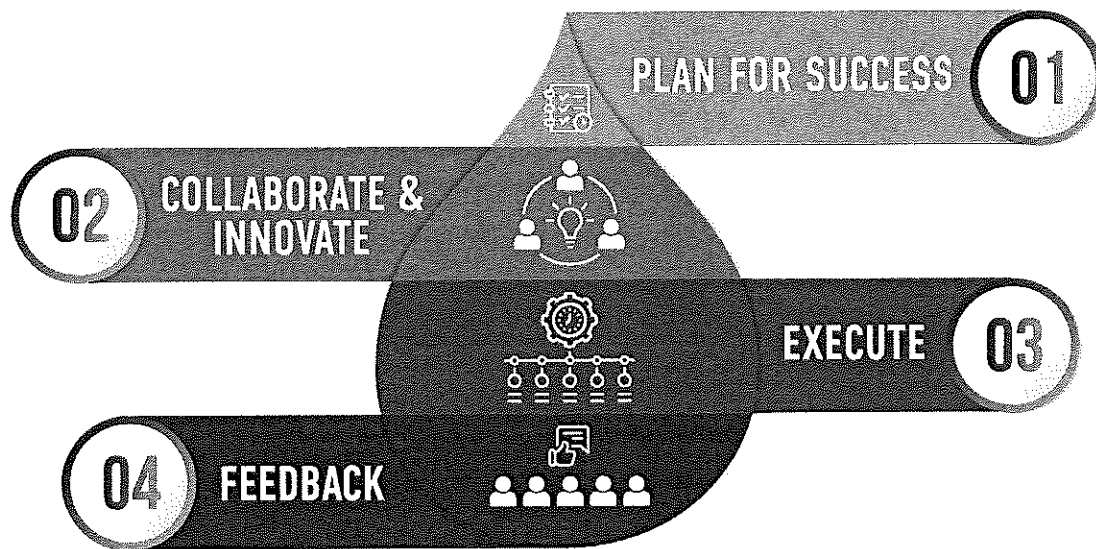 PLAN FOR SUCCESS
01
02
COLLABORATE &
INNOVATE
EXECUTE
03
04
FEEDBACK